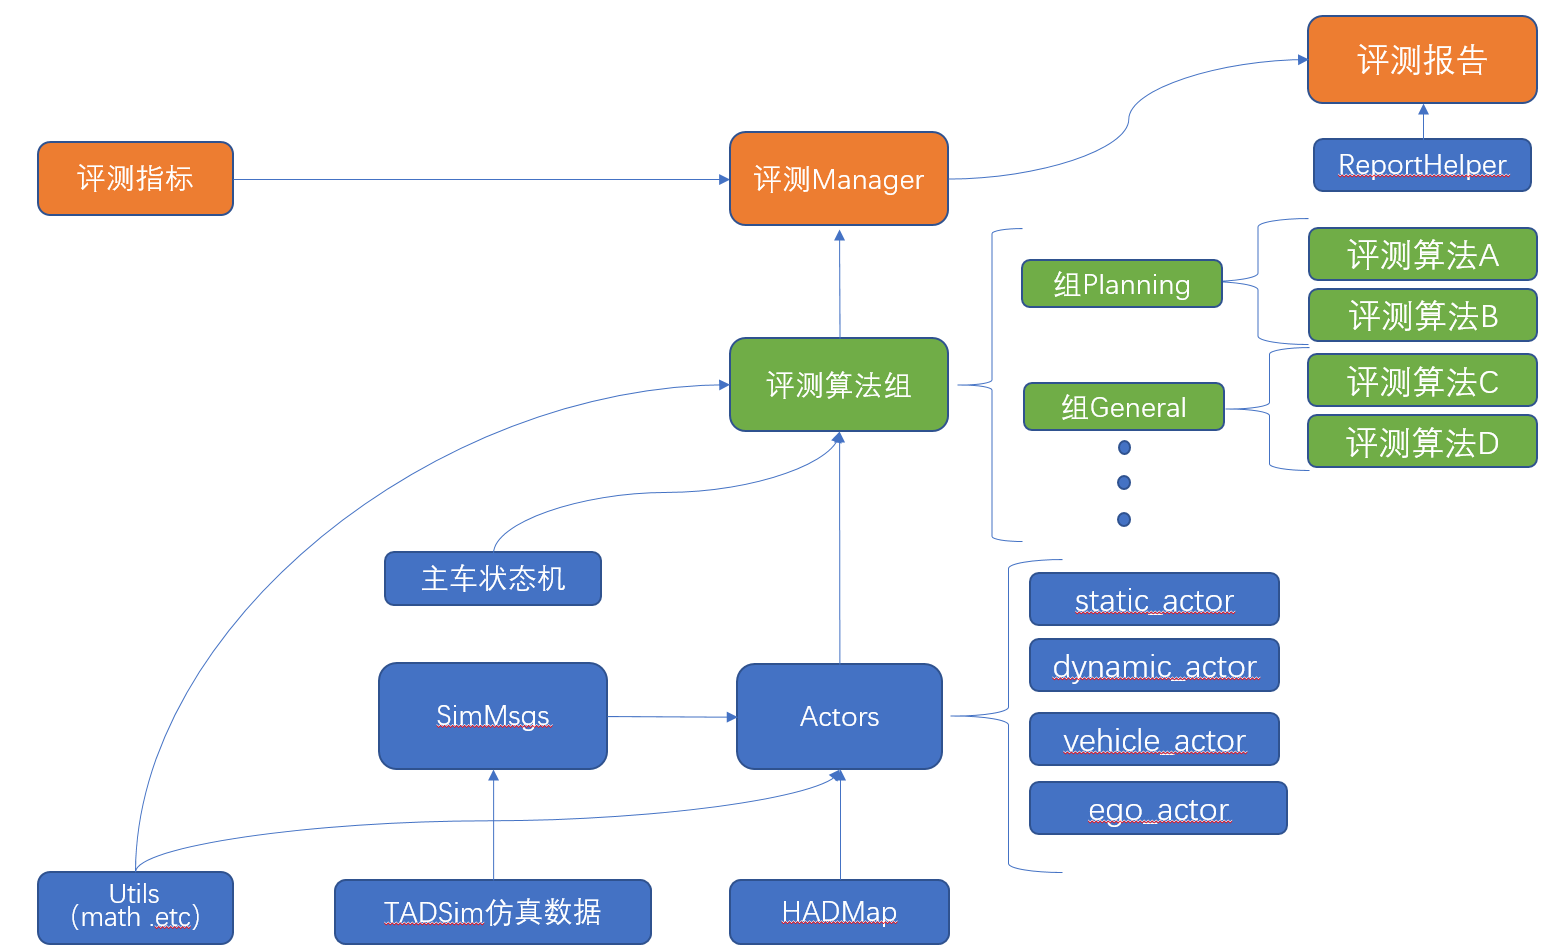 评测报告
ReportHelper
评测指标
评测Manager
组Planning
评测算法A
评测算法B
评测算法组
组General
评测算法C
评测算法D
主车状态机
static_actor
dynamic_actor
SimMsgs
Actors
vehicle_actor
ego_actor
Utils
(math .etc)
TADSim仿真数据
HADMap